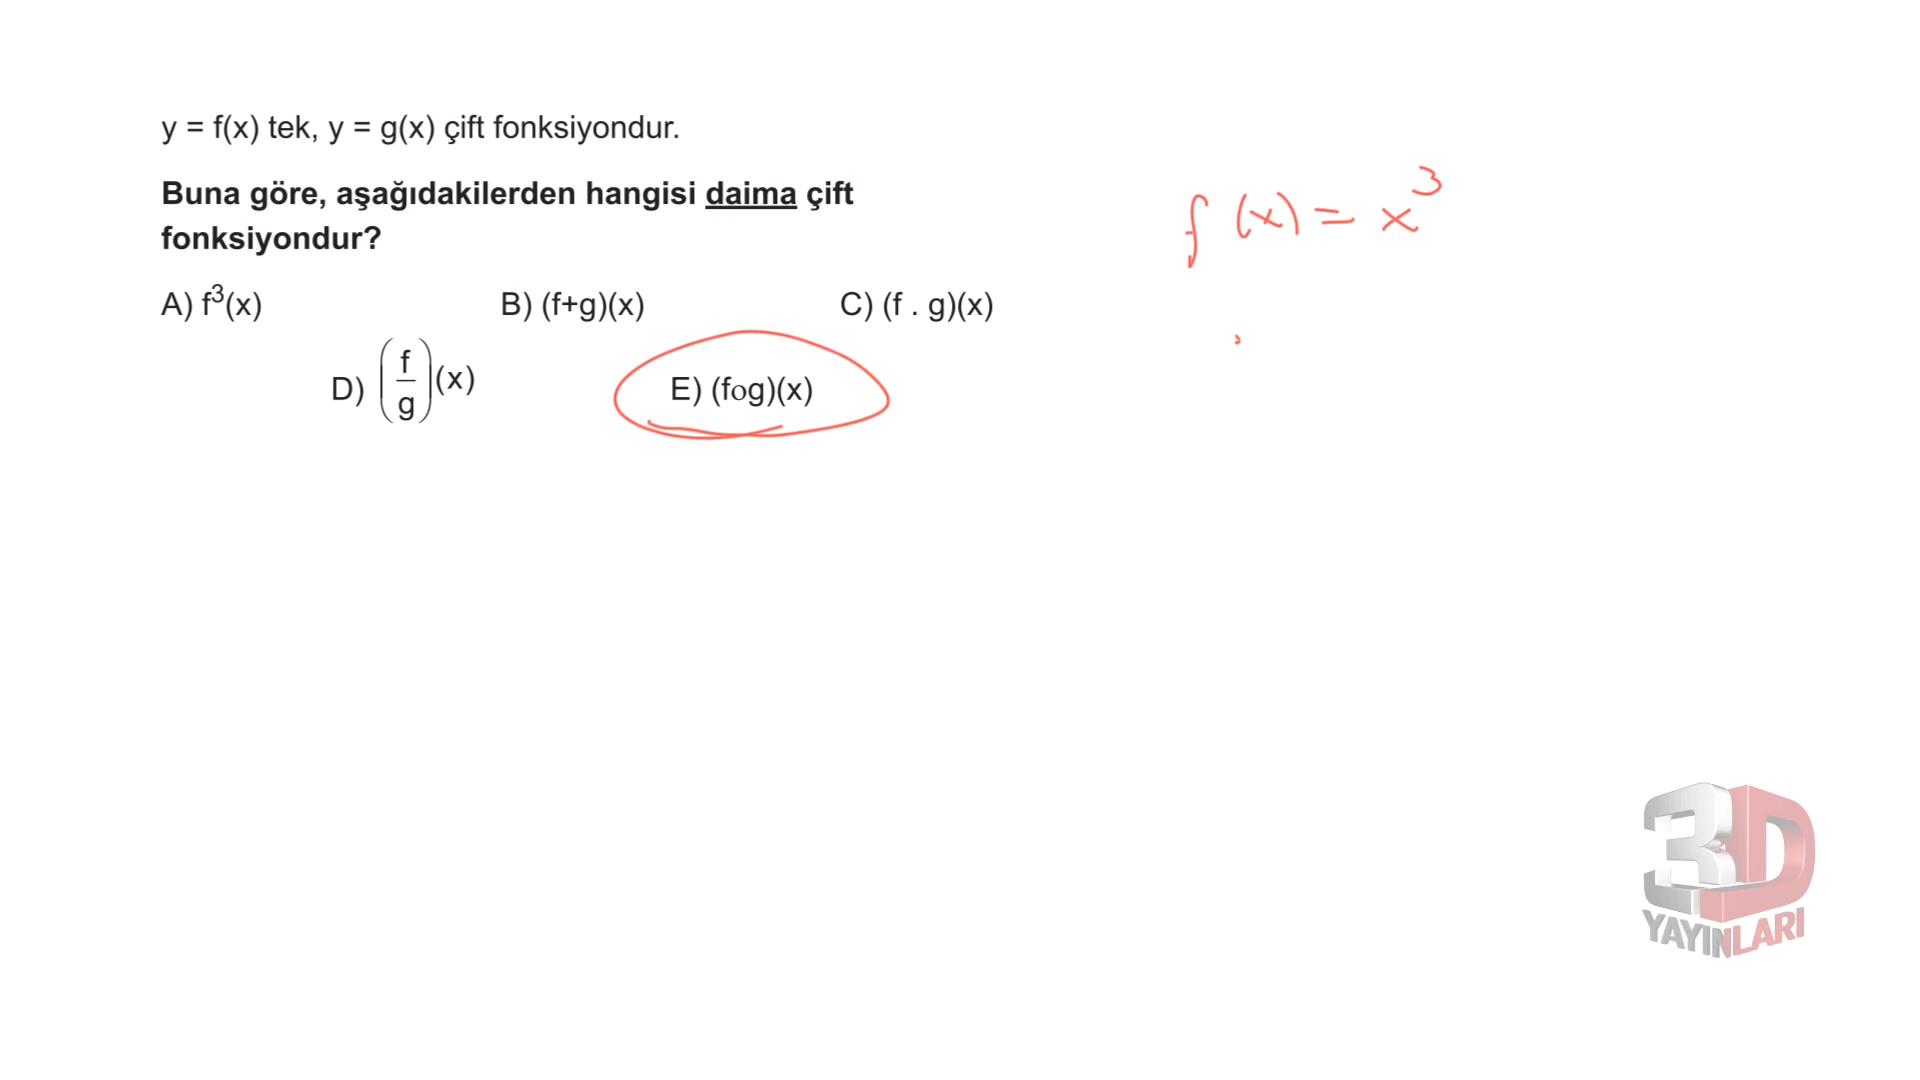 y = f(x) tek, y = g(x) çift fonksiyondur.
Buna göre, aşağıdakilerden hangisi daima çift
fonksiyondur?
A) f³(x) B) (f+g)(x) C) (f . g)(x)
D) (f/g)(x) E) (fog)(x)
f(x) = x³
3D
YAYINLARI